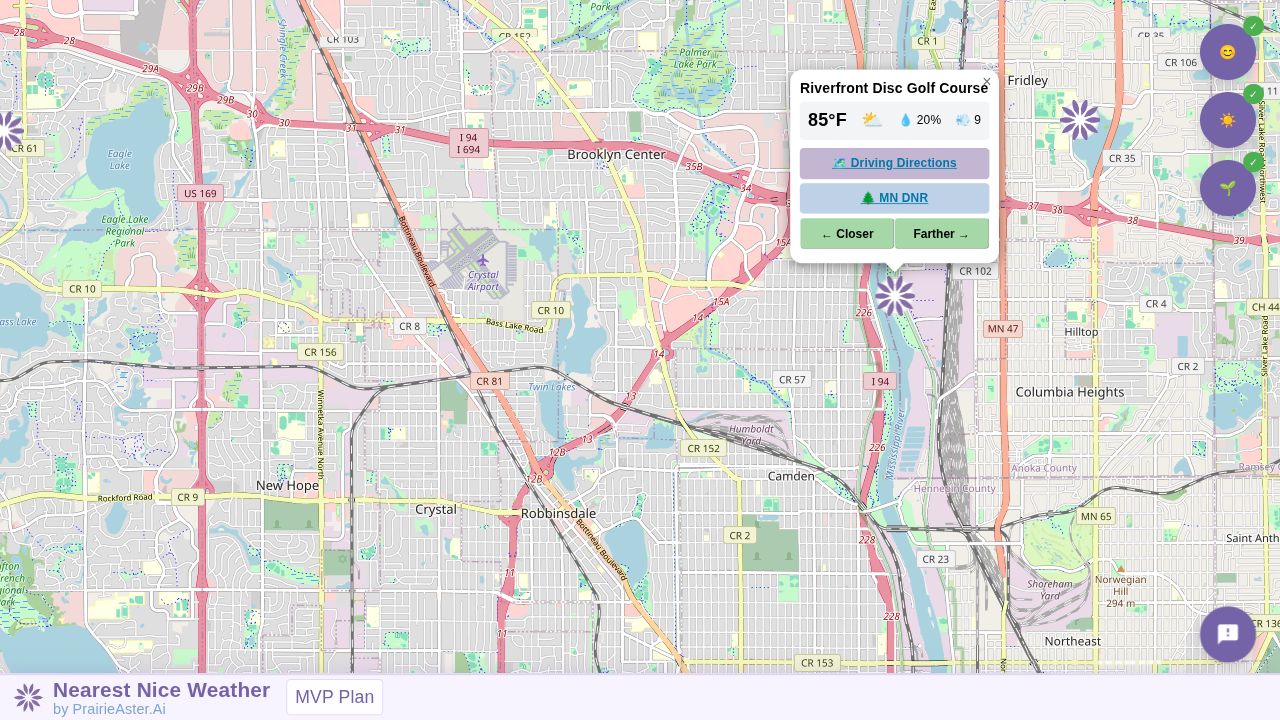 28
28
29A
29B
29B
30
30
31
31
CR 103
CR 152
Park
Palmer
Lake Park
CR 1
CR 35
CR 106
Fridley
Riverfront Disc Golf Course
×
85°F
20%
9
Driving Directions
MN DNR
← Closer
Farther →
CR 61
US 169
Eagle
Lake
Eagle Lake
Regional
Park
I 94
I 694
Brooklyn Center
35B
34
15A
15A
14
14
37
38
38
39
CR 35
11
Crystal
Airport
Bottineau Boulevard
CR 10
CR 10
CR 8
Bass Lake Road
CR 156
CR 81
Twin Lakes
226
CR 102
MN 47
CR 4
CR 44
Hilltop
CR 2
Columbia Heights
CR 57
I 94
13
13
12B
12B
Humboldt
Yard
CR 152
226
Mississippi River
Anoka County
Hennepin County
Ramsey
Winnetka Avenue North
New Hope
Rockford Road
CR 9
Crystal
Robbinsdale
Camden
Bottineau Boulevard
CR 2
MN 65
CR 23
228
228
Saint Anth
Norwegian
Hill
294 m
Shoreham
Yard
Northeast
CR 136
CR 153
11
11
Nearest Nice Weather
by PrairieAster.Ai
MVP Plan